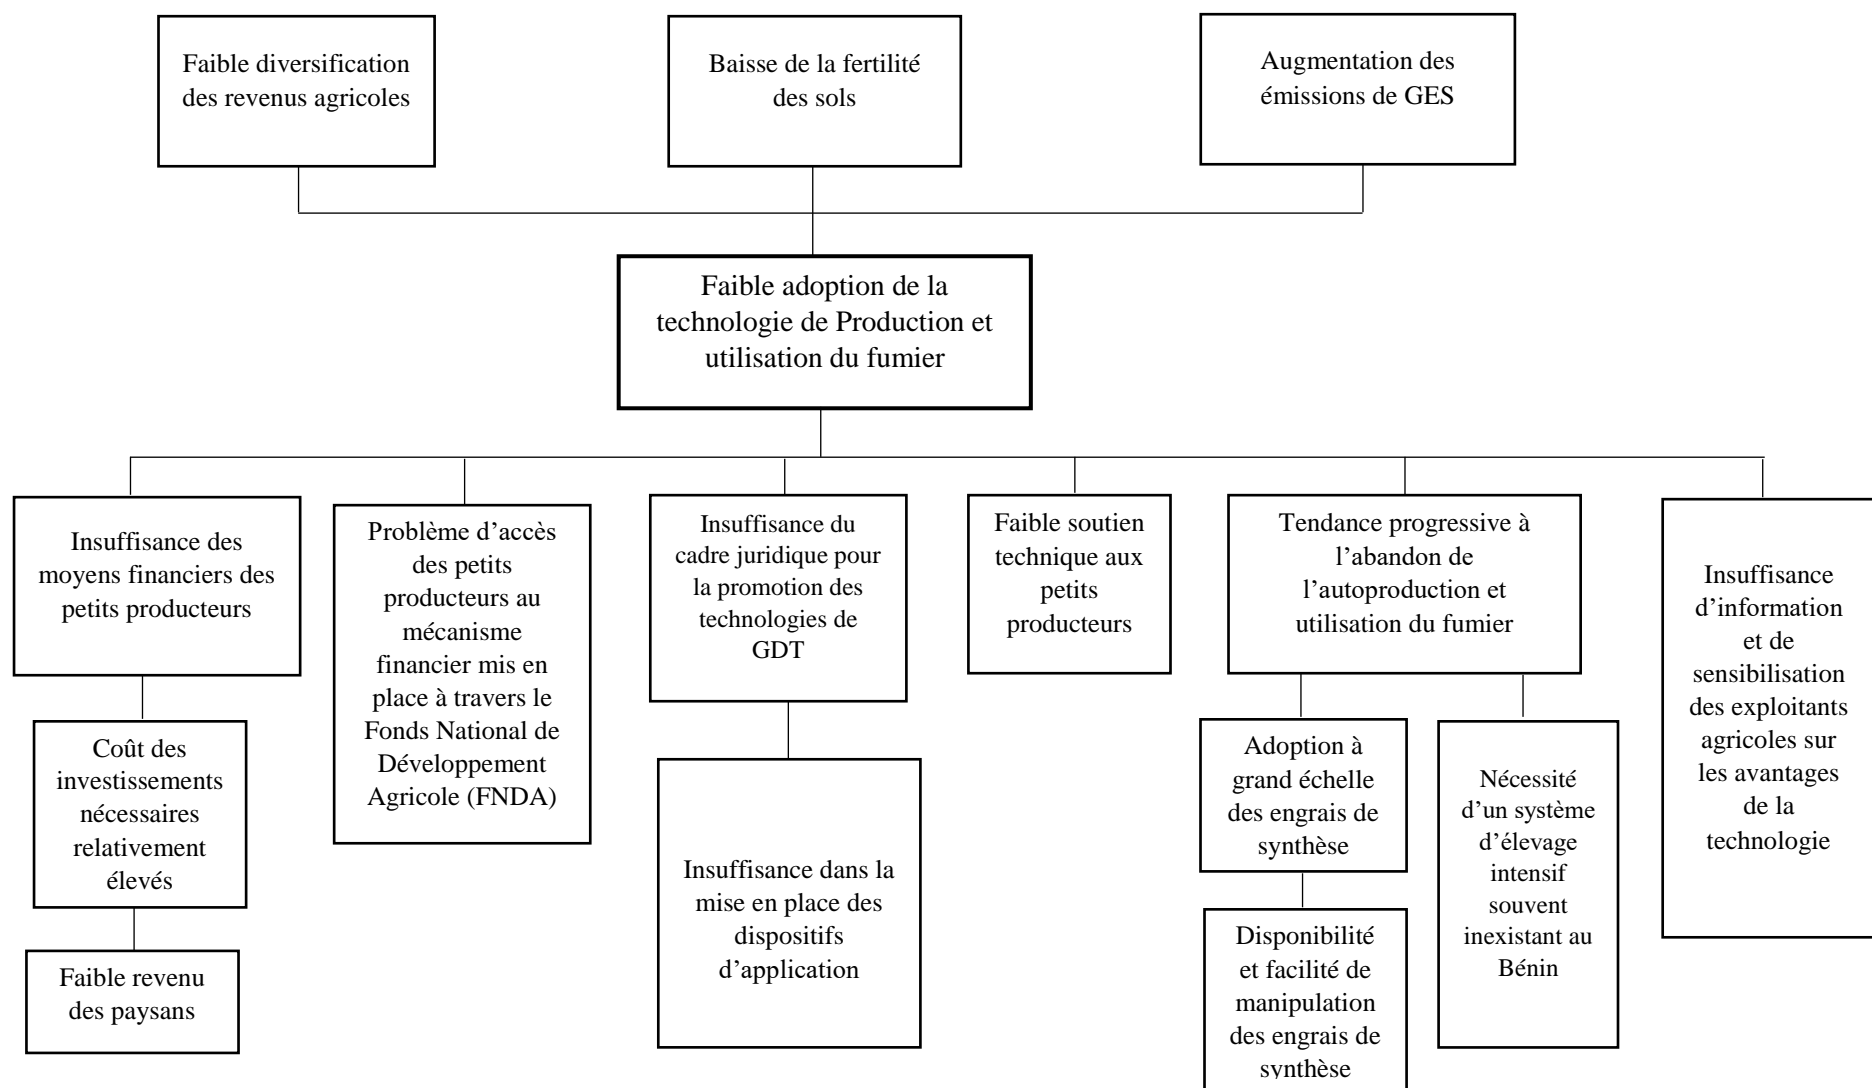 Faible diversification
des revenus agricoles
Baisse de la fertilité
des sols
Augmentation des
émissions de GES
Faible adoption de la
technologie de Production et
utilisation du fumier
Insuffisance des
moyens financiers des
petits producteurs
Problème d’accès
des petits
producteurs au
mécanisme
financier mis en
place à travers le
Fonds National de
Développement
Agricole (FNDA)
Insuffisance du
cadre juridique pour
la promotion des
technologies de
GDT
Faible soutien
technique aux
petits
producteurs
Tendance progressive à
l’abandon de
l’autoproduction et
utilisation du fumier
Insuffisance
d’information
et de
sensibilisation
des exploitants
agricoles sur
les avantages
de la
technologie
Coût des
investissements
nécessaires
relativement
élevés
Insuffisance dans la
mise en place des
dispositifs
d’application
Adoption à
grand échelle
des engrais de
synthèse
Nécessité
d’un système
d’élevage
intensif
souvent
inexistant au
Bénin
Faible revenu
des paysans
Disponibilité
et facilité de
manipulation
des engrais de
synthèse